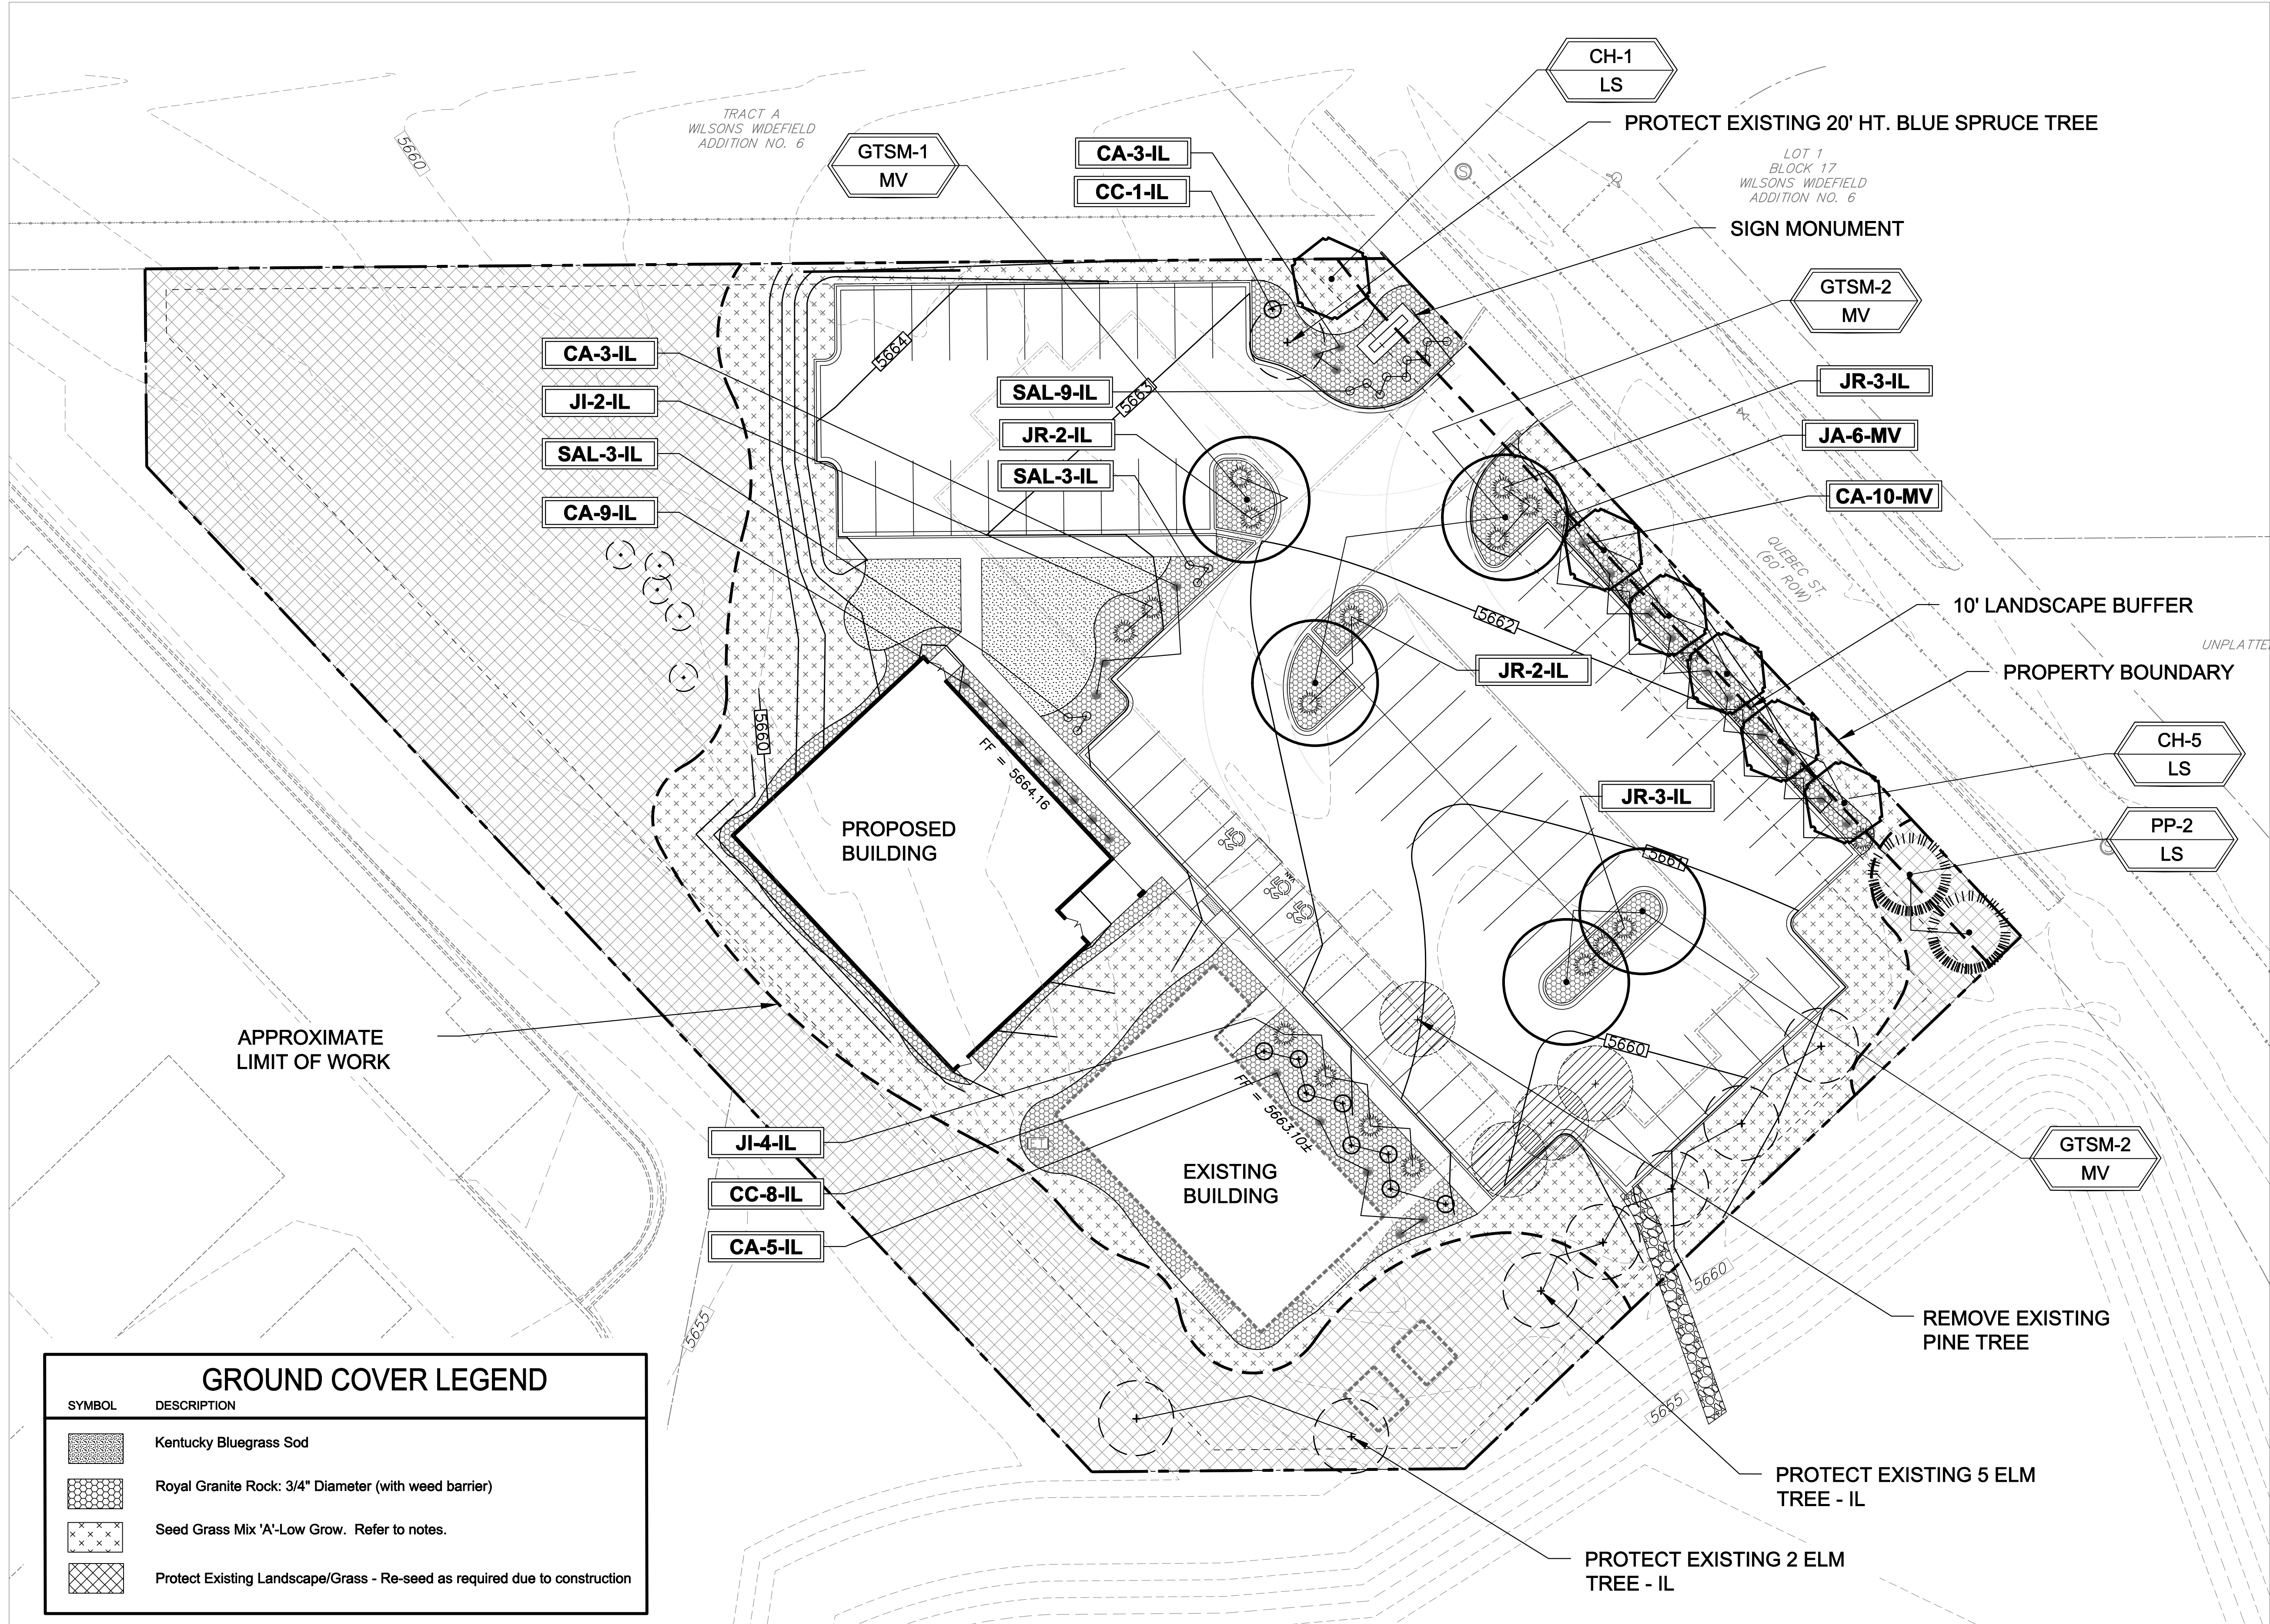 CH-1
LS
PROTECT EXISTING 20' HT. BLUE SPRUCE TREE
TRACT A
WILSONS WIDEFIELD
ADDITION NO. 6
5660
GTSM-1
MV
CA-3-IL
CC-1-IL
LOT 1
BLOCK 17
WILSONS WIDEFIELD
ADDITION NO. 6
S
SIGN MONUMENT
GTSM-2
MV
CA-3-IL
JI-2-IL
SAL-3-IL
CA-9-IL
5664
5663
SAL-9-IL
JR-2-IL
SAL-3-IL
JR-3-IL
JA-6-MV
CA-10-MV
QUEBEC ST.
(60' ROW)
10' LANDSCAPE BUFFER
5662
UNPLATTE
PROPERTY BOUNDARY
JR-2-IL
5660
FF = 5664.16
CH-5
LS
JR-3-IL
PP-2
LS
PROPOSED
BUILDING
VAN
5661
APPROXIMATE
LIMIT OF WORK
5660
FF = 5663.10±
JI-4-IL
CC-8-IL
CA-5-IL
EXISTING
BUILDING
GTSM-2
MV
5660
5655
REMOVE EXISTING
PINE TREE
5655
PROTECT EXISTING 5 ELM
TREE - IL
PROTECT EXISTING 2 ELM
TREE - IL
GROUND COVER LEGEND
SYMBOL DESCRIPTION
Kentucky Bluegrass Sod
Royal Granite Rock: 3/4" Diameter (with weed barrier)
Seed Grass Mix 'A'-Low Grow. Refer to notes.
Protect Existing Landscape/Grass - Re-seed as required due to construction